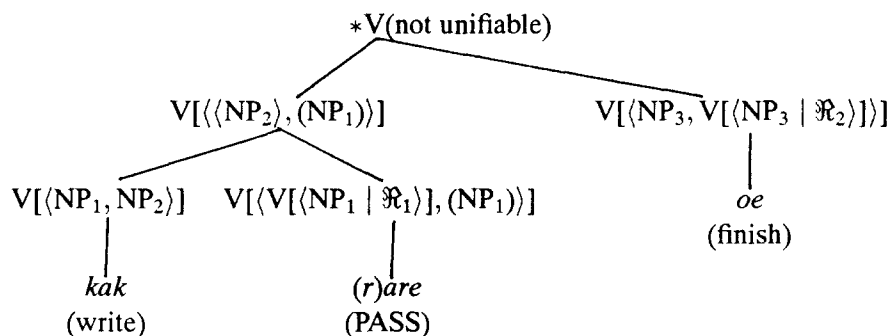 *V(not unifiable)
V[⟨⟨NP₂⟩, (NP₁)⟩] V[⟨NP₃, V[⟨NP₃ | ℜ₂⟩]⟩]
V[⟨NP₁, NP₂⟩] V[⟨V[⟨NP₁ | ℜ₁⟩], (NP₁)⟩] oe
(finish)
kak (r)are
(write) (PASS)